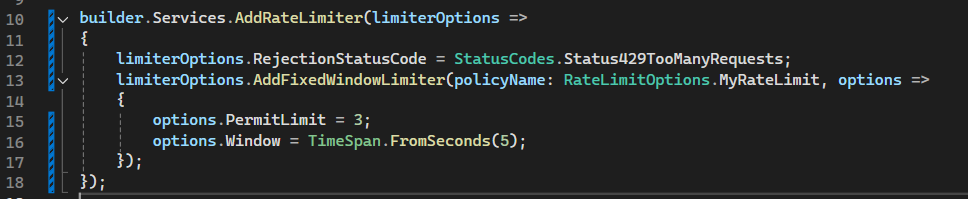 10 builder.Services.AddRateLimiter(limiterOptions =>
11 {
12     limiterOptions.RejectionStatusCode = StatusCodes.Status429TooManyRequests;
13     limiterOptions.AddFixedWindowLimiter(policyName: RateLimitOptions.MyRateLimit, options =>
14     {
15         options.PermitLimit = 3;
16         options.Window = TimeSpan.FromSeconds(5);
17     });
18 });